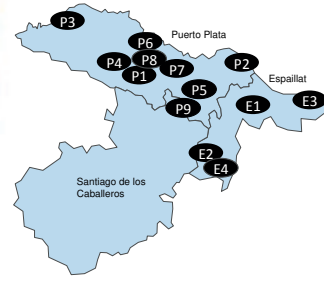 P3
Puerto Plata
P6
P4
P8
P1
P7
P2
Espaillat
P5
P9
E1
E3
E2
E4
Santiago de los
Caballeros